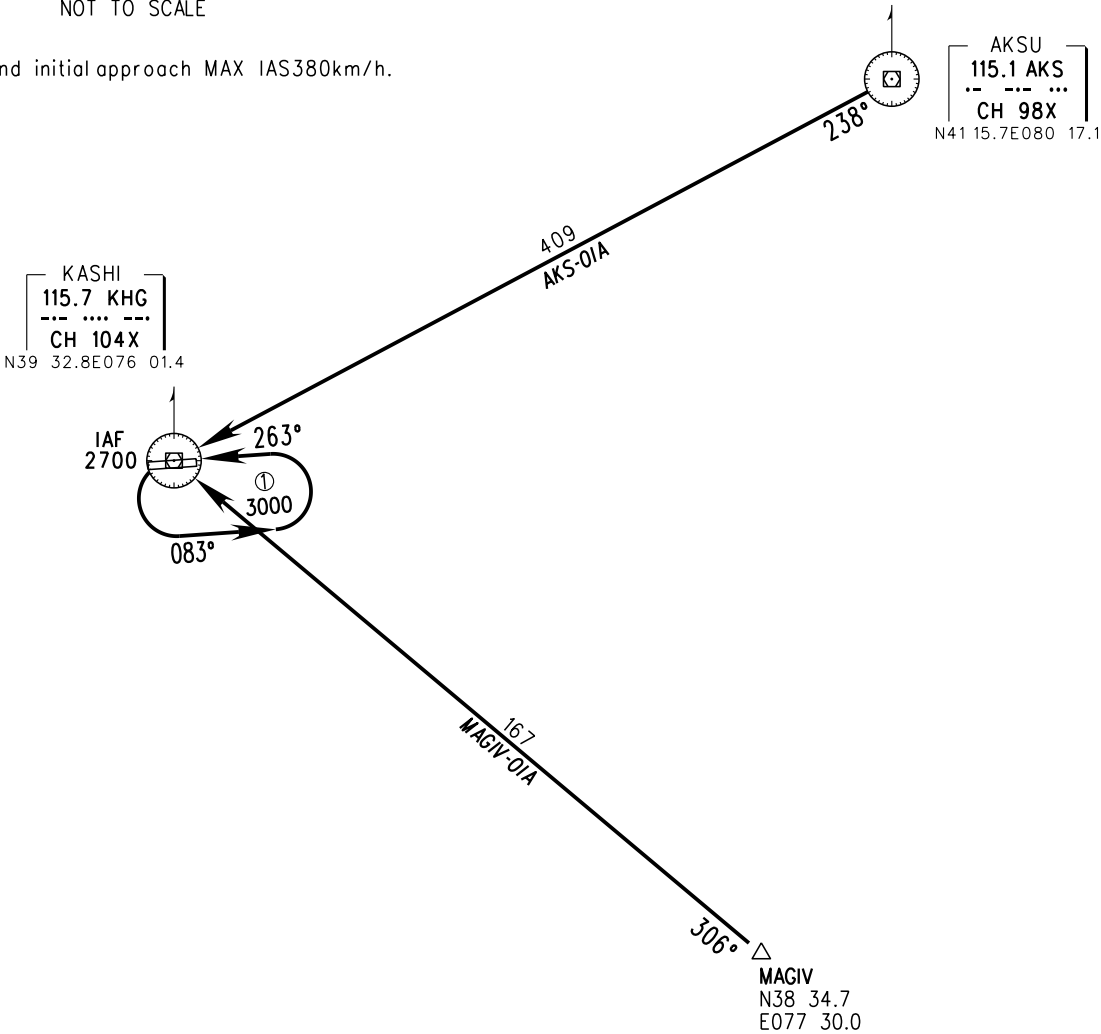 NOT TO SCALE
nd initial approach MAX IAS380km/h.
AKSU
115.1 AKS
CH 98X
N41 15.7E080 17.1
238°
409
AKS-01A
KASHI
115.7 KHG
CH 104X
N39 32.8E076 01.4
IAF
2700
263°
1
3000
083°
167
MAGIV-01A
306°
MAGIV
N38 34.7
E077 30.0